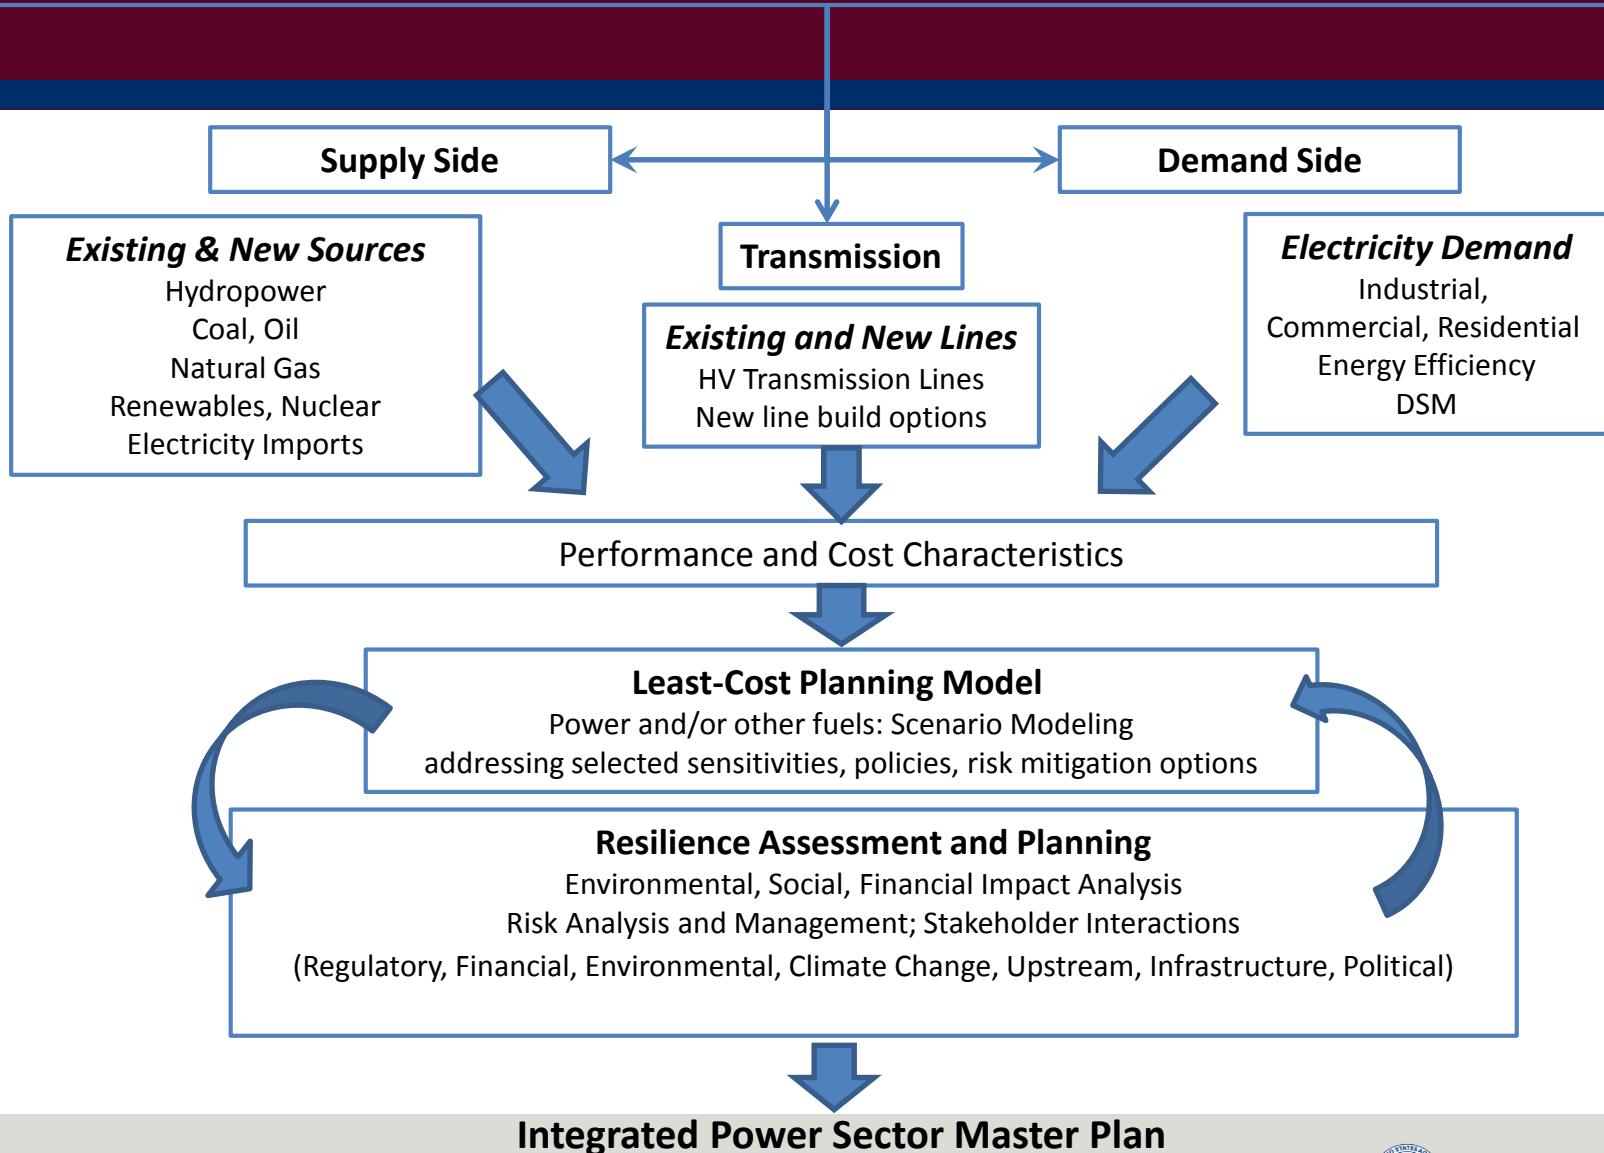 Supply Side
Demand Side
Existing & New Sources
Hydropower
Coal, Oil
Natural Gas
Renewables, Nuclear
Electricity Imports
Transmission
Existing and New Lines
HV Transmission Lines
New line build options
Electricity Demand
Industrial,
Commercial, Residential
Energy Efficiency
DSM
Performance and Cost Characteristics
Least-Cost Planning Model
Power and/or other fuels: Scenario Modeling
addressing selected sensitivities, policies, risk mitigation options
Resilience Assessment and Planning
Environmental, Social, Financial Impact Analysis
Risk Analysis and Management; Stakeholder Interactions
(Regulatory, Financial, Environmental, Climate Change, Upstream, Infrastructure, Political)
Integrated Power Sector Master Plan